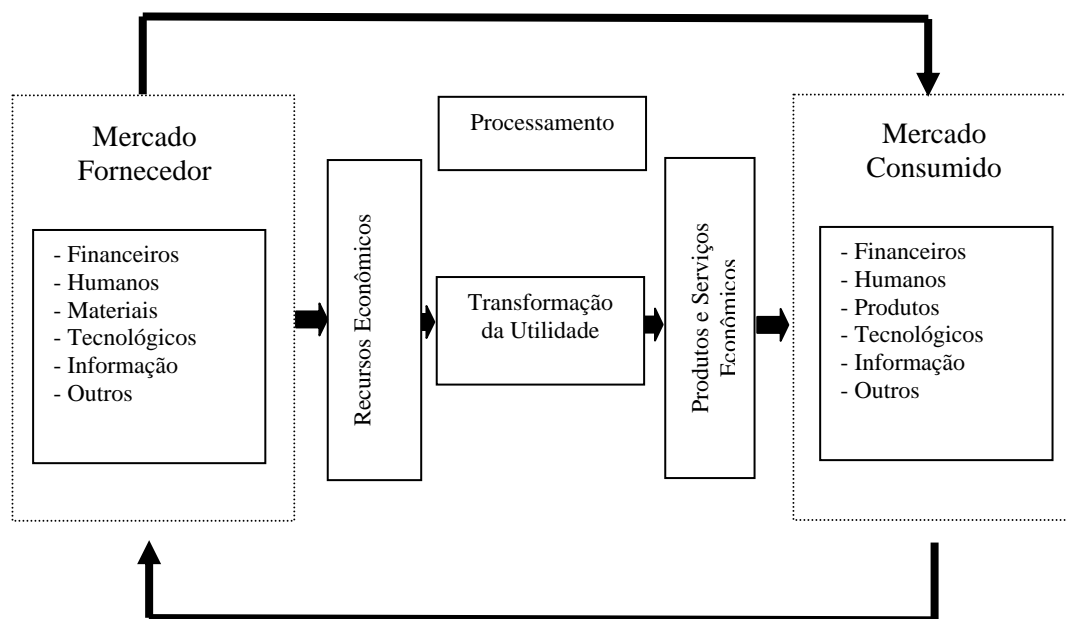 Mercado
Fornecedor
- Financeiros
- Humanos
- Materiais
- Tecnológicos
- Informação
- Outros
Recursos Econômicos
Processamento
Transformação
da Utilidade
Produtos e Serviços
Econômicos
Mercado
Consumido
- Financeiros
- Humanos
- Produtos
- Tecnológicos
- Informação
- Outros